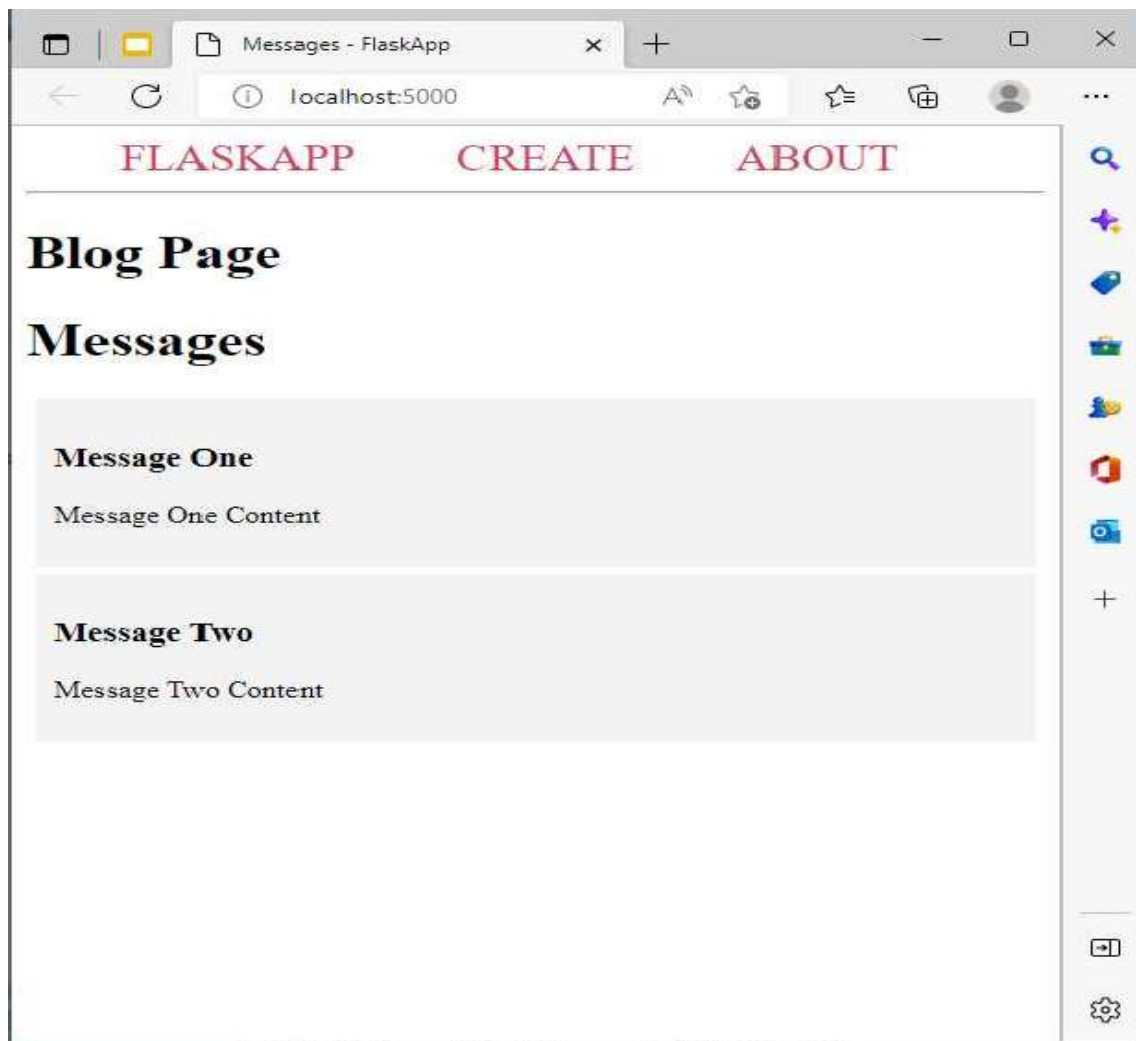 Messages - FlaskApp
localhost:5000
FLASKAPP CREATE ABOUT
Blog Page
Messages
Message One
Message One Content
Message Two
Message Two Content